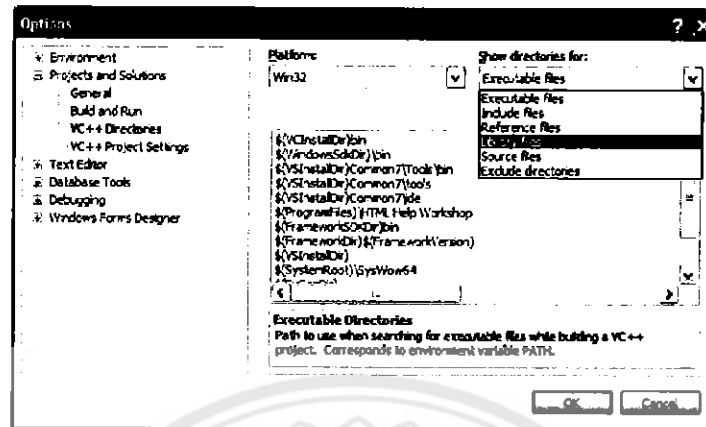 Options
? X
Environment
Projects and Solutions
General
Build and Run
VC++ Directories
VC++ Project Settings
Text Editor
Database Tools
Debugging
Windows Forms Designer
Platform:
Win32
Show directories for:
Executable files
Executable files
Include files
Reference files
Library files
Source files
Exclude directories
$(VCInstallDir)bin
$(WindowsSdkDir)\bin
$(VSInstallDir)Common7\Tools\bin
$(VSInstallDir)Common7\tools
$(VSInstallDir)Common7\ide
$(ProgramFiles)\HTML Help Workshop
$(FrameworkSDKDir)bin
$(FrameworkDir)$(FrameworkVersion)
$(VSInstallDir)
$(SystemRoot)\SysWow64
Executable Directories
Path to use when searching for executable files while building a VC++
project. Corresponds to environment variable PATH.
OK
Cancel